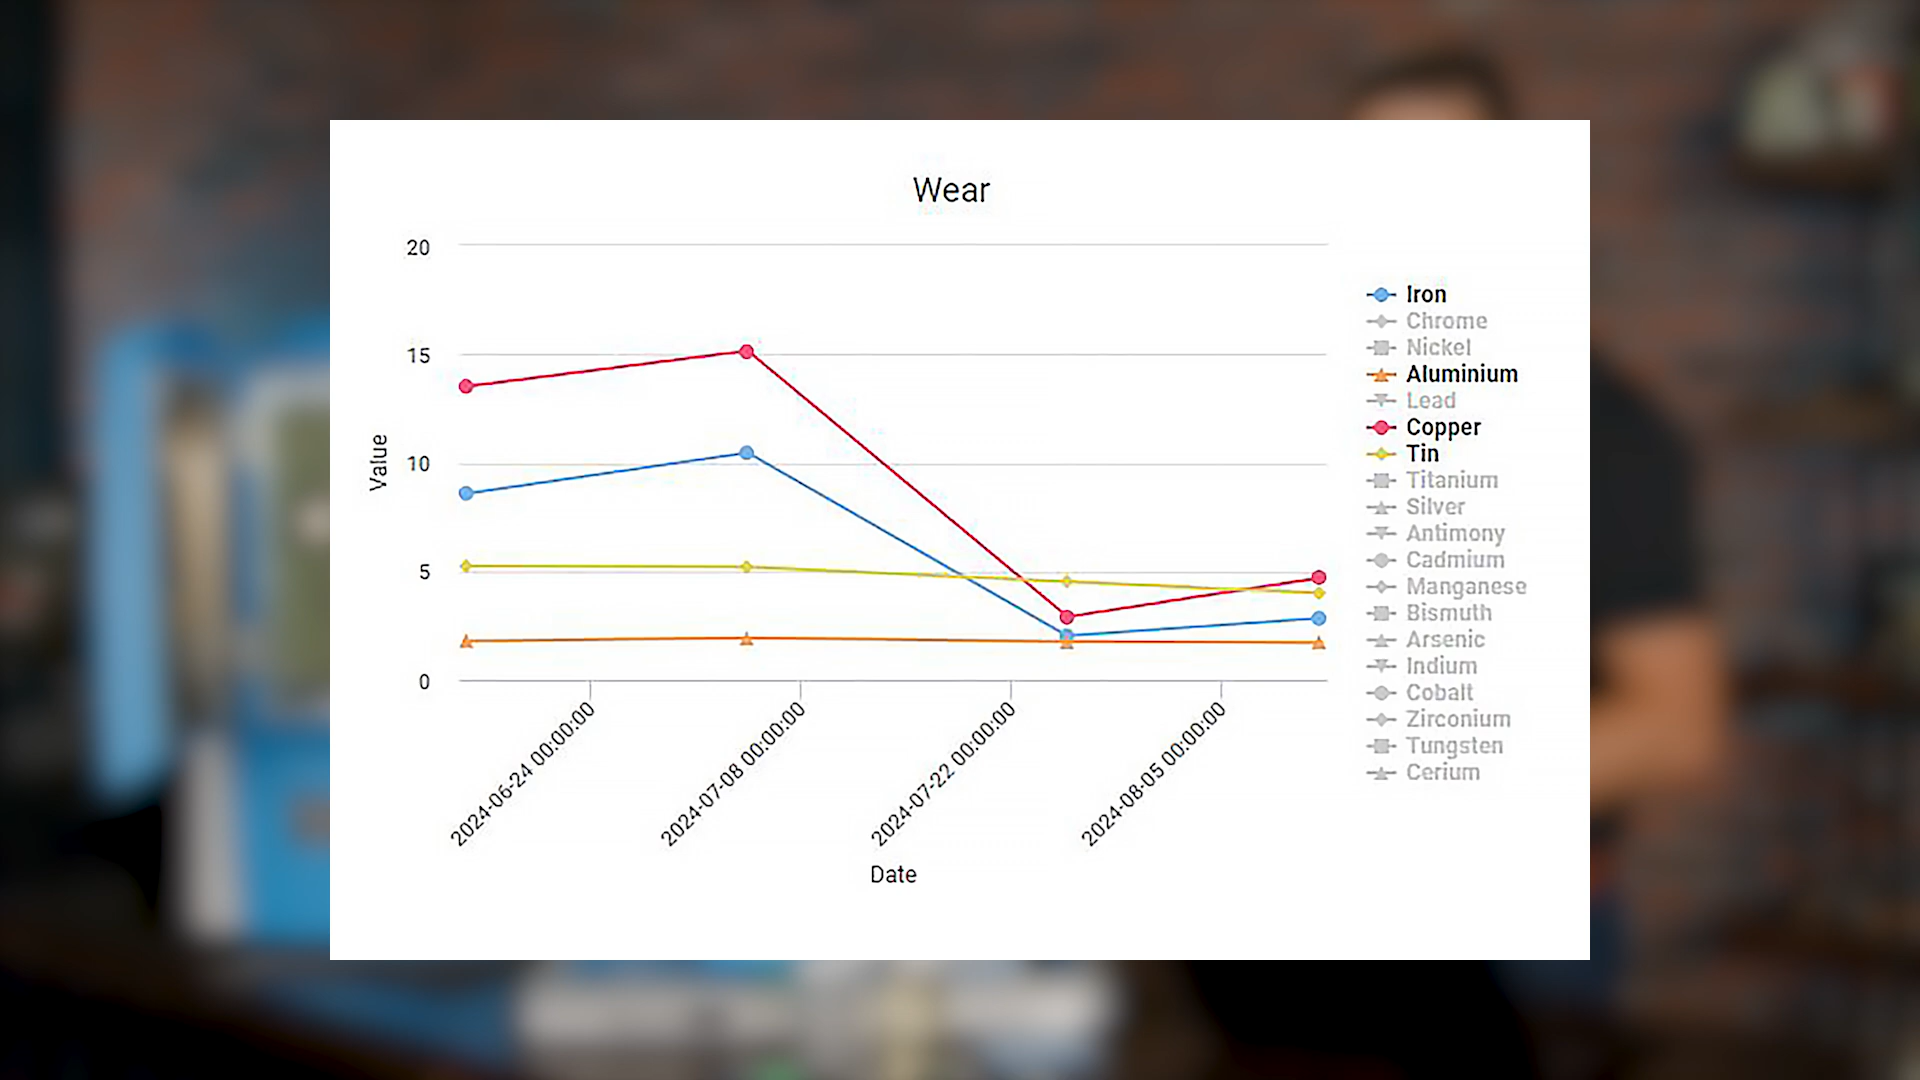 Wear
20
15
10
5
0
Value
2024-06-24 00:00:00
2024-07-08 00:00:00
2024-07-22 00:00:00
2024-08-05 00:00:00
Date
Iron
Chrome
Nickel
Aluminium
Lead
Copper
Tin
Titanium
Silver
Antimony
Cadmium
Manganese
Bismuth
Arsenic
Indium
Cobalt
Zirconium
Tungsten
Cerium